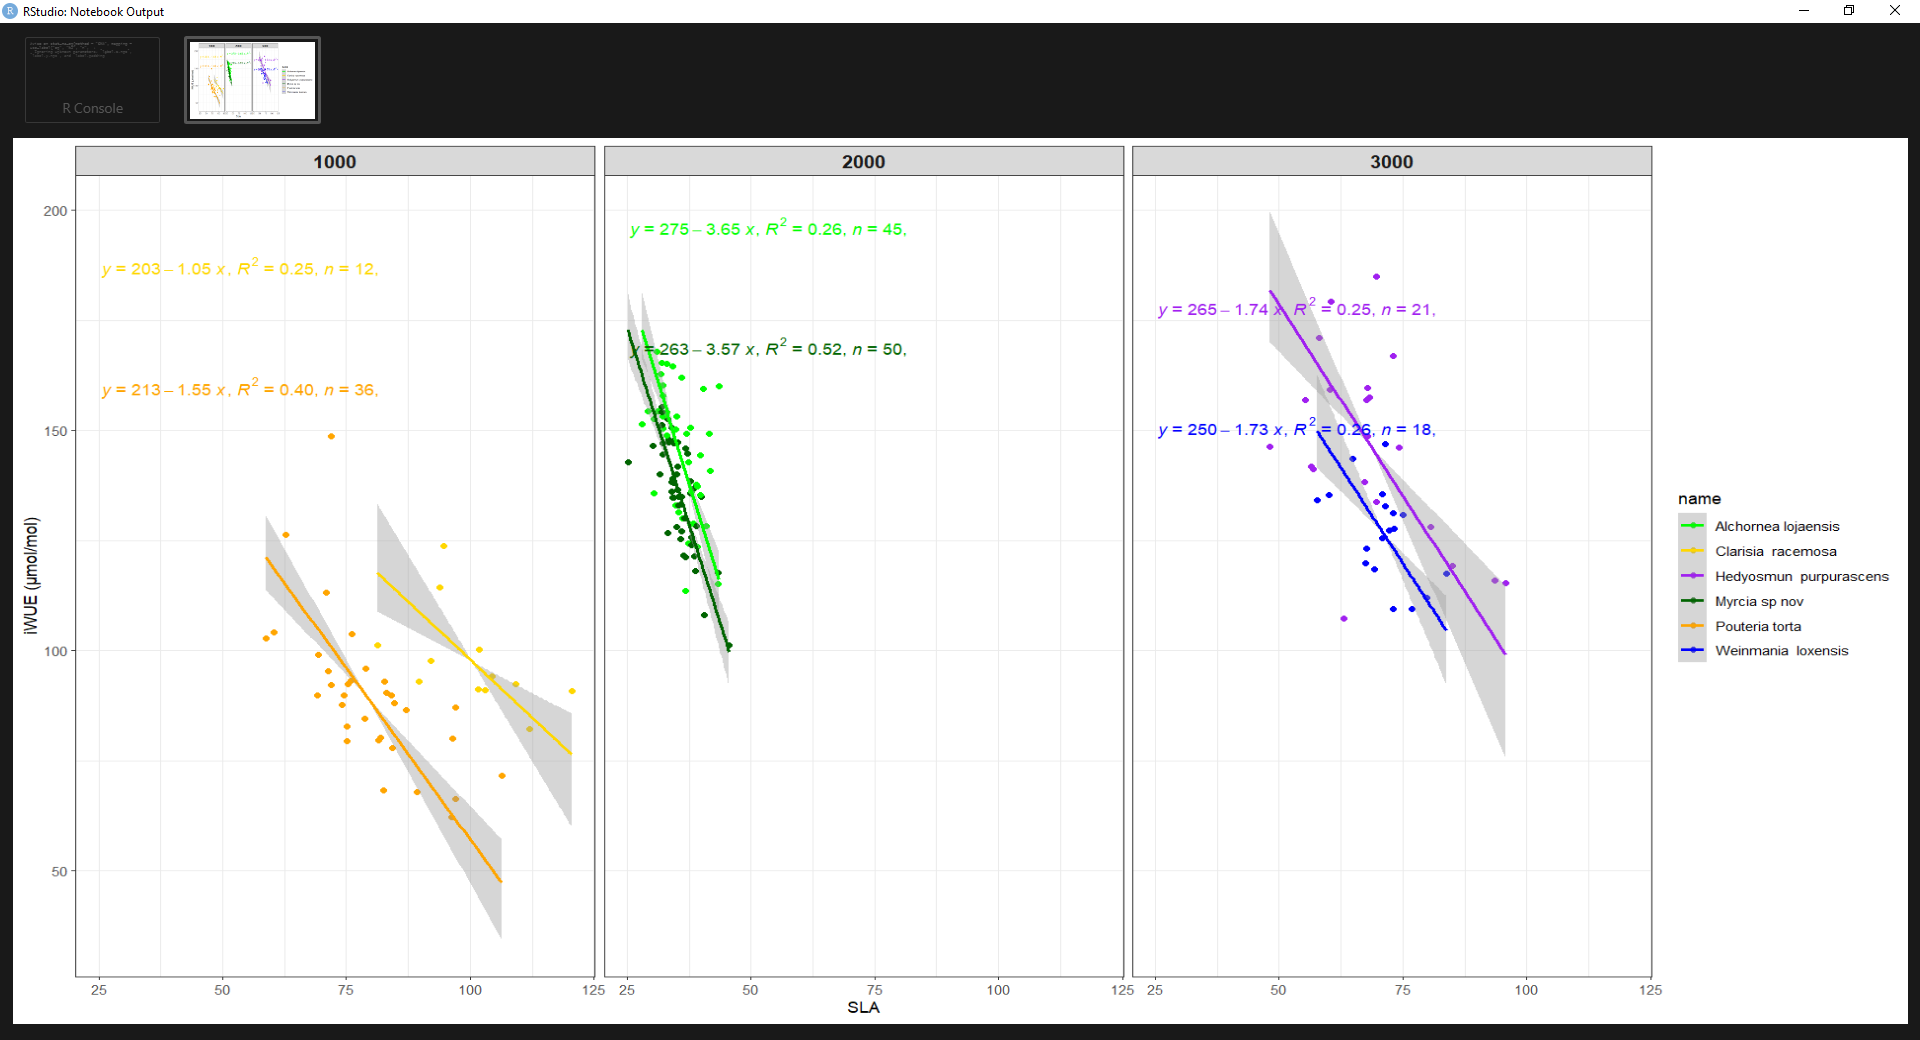 RStudio: Notebook Output
R Console
1000
2000
3000
y = 203 – 1.05 x, R² = 0.25, n = 12,
y = 213 – 1.55 x, R² = 0.40, n = 36,
y = 275 – 3.65 x, R² = 0.26, n = 45,
y = 263 – 3.57 x, R² = 0.52, n = 50,
y = 265 – 1.74 x, R² = 0.25, n = 21,
y = 250 – 1.73 x, R² = 0.26, n = 18,
200
150
100
50
iWUE (µmol/mol)
25 50 75 100 125
25 50 75 100 125
25 50 75 100 125
SLA
name
Alchornea lojaensis
Clarisia racemosa
Hedyosmun purpurascens
Myrcia sp nov
Pouteria torta
Weinmania loxensis